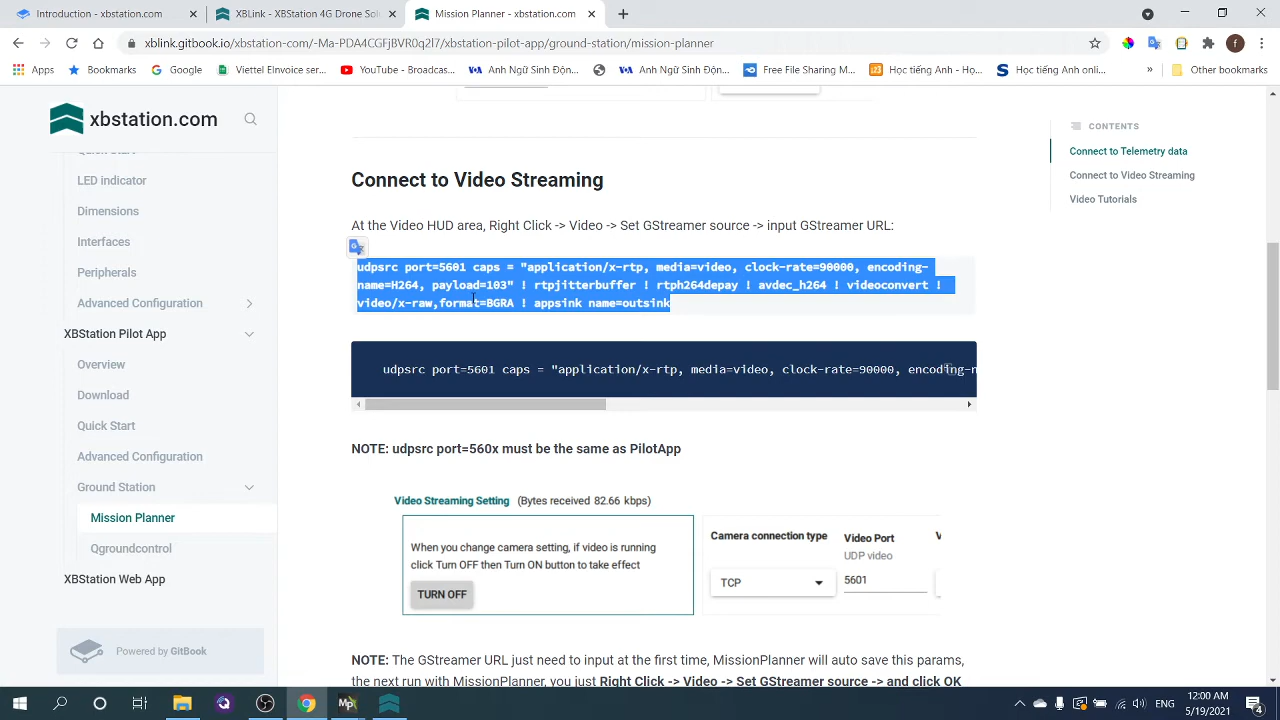 Introduction - XBStation.com
XBLink - XBStation 4G Drone Sol
Mission Planner - XBStation.com
xblink.gitbook.io/xbstation-com/-Ma-PDA4CGFjBVR0q2I7/xbstation-pilot-app/ground-station/mission-planner
f
Apps
Bookmarks
Google
Viettel EInvoice ser...
YouTube - Broadcas...
Anh Ngữ Sinh Động...
Anh Ngữ Sinh Động...
Free File Sharing M...
Học tiếng Anh - Họ...
Học tiếng Anh onli...
»
Other bookmarks
xbstation.com
Quick Start
LED indicator
Dimensions
Interfaces
Peripherals
Advanced Configuration
XBStation Pilot App
Overview
Download
Quick Start
Advanced Configuration
Ground Station
Mission Planner
Qgroundcontrol
XBStation Web App
Powered by GitBook
Connect to Video Streaming
At the Video HUD area, Right Click -> Video -> Set GStreamer source -> input GStreamer URL:
udpsrc port=5601 caps = "application/x-rtp, media=video, clock-rate=90000, encoding-
name=H264, payload=103" ! rtpjitterbuffer ! rtph264depay ! avdec_h264 ! videoconvert !
video/x-raw,format=BGRA ! appsink name=outsink
udpsrc port=5601 caps = "application/x-rtp, media=video, clock-rate=90000, encoding-n
NOTE: udpsrc port=560x must be the same as PilotApp
Video Streaming Setting (Bytes received 82.66 kbps)
When you change camera setting, if video is running
click Turn OFF then Turn ON button to take effect
TURN OFF
Camera connection type
TCP
Video Port
UDP video
5601
V
NOTE: The GStreamer URL just need to input at the first time, MissionPlanner will auto save this params,
the next run with MissionPlanner, you just Right Click -> Video -> Set GStreamer source -> and click OK
CONTENTS
Connect to Telemetry data
Connect to Video Streaming
Video Tutorials
ENG
12:00 AM
5/19/2021
4